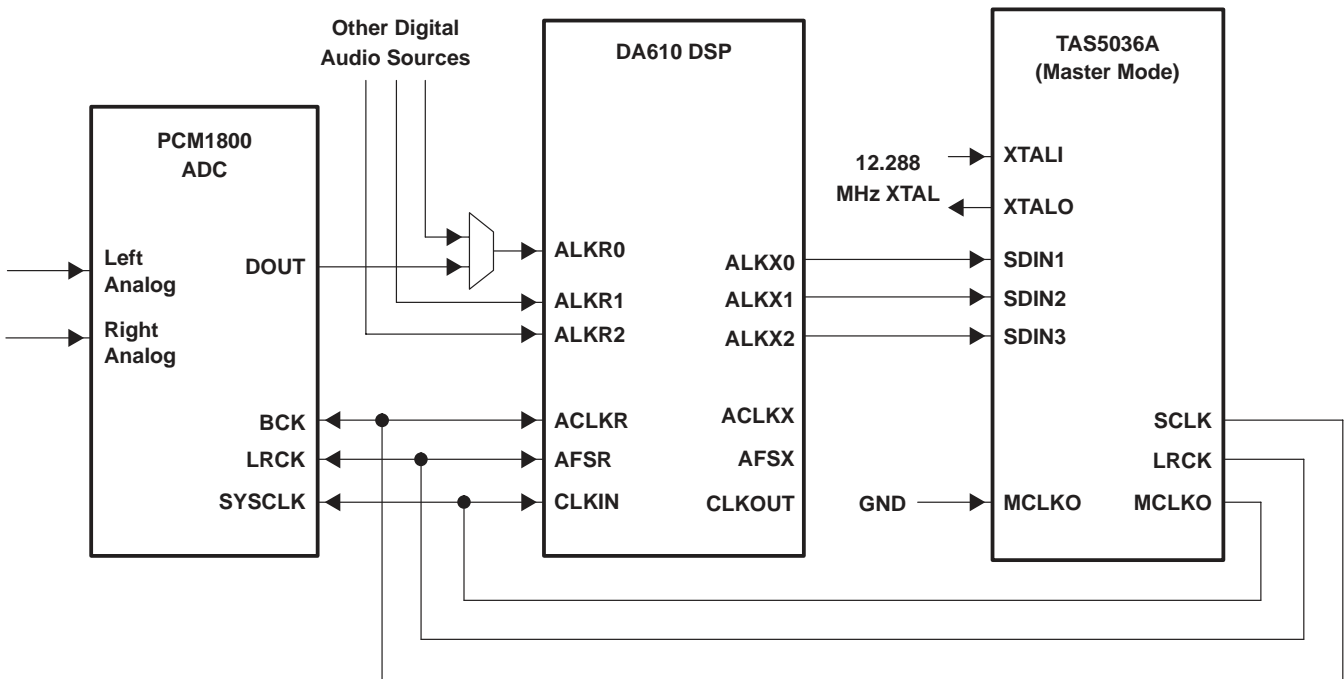 Other Digital
Audio Sources
PCM1800
ADC
Left
Analog
Right
Analog
DOUT
BCK
LRCK
SYSCLK
DA610 DSP
ALKR0
ALKR1
ALKR2
ACLKR
AFSR
CLKIN
ALKX0
ALKX1
ALKX2
ACLKX
AFSX
CLKOUT
12.288
MHz XTAL
GND
TAS5036A
(Master Mode)
XTALI
XTALO
SDIN1
SDIN2
SDIN3
MCLKO
SCLK
LRCK
MCLKO